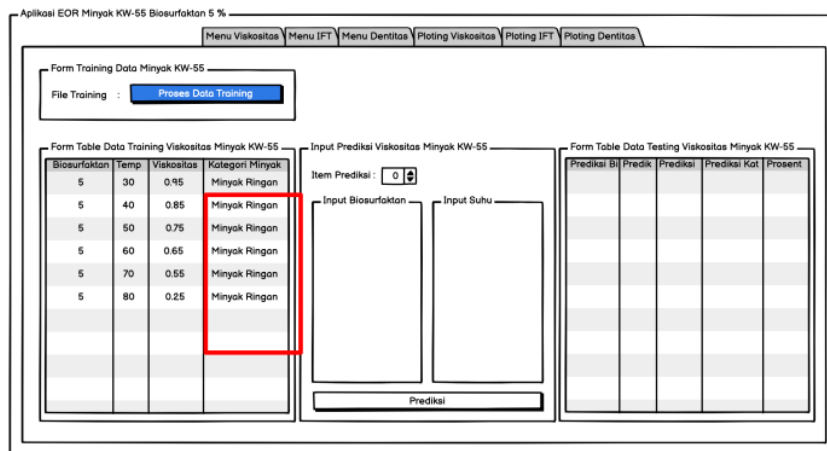 Aplikasi EOR Minyak KW-55 Biosurfaktan 5 %
Menu Viskositas Menu IFT Menu Dentitas Ploting Viskositas Ploting IFT Ploting Dentitas
Form Training Data Minyak KW-55
File Training : Proses Data Training
Form Table Data Training Viskositas Minyak KW-55
Biosurfaktan Temp Viskositas Kategori Minyak
5 30 0.95 Minyak Ringan
5 40 0.85 Minyak Ringan
5 50 0.75 Minyak Ringan
5 60 0.65 Minyak Ringan
5 70 0.55 Minyak Ringan
5 80 0.25 Minyak Ringan
Input Prediksi Viskositas Minyak KW-55
Item Prediksi : 0
Input Biosurfaktan Input Suhu
Prediksi
Form Table Data Testing Viskositas Minyak KW-55
Prediksi Bi Predik Prediksi Prediksi Kat Prosent